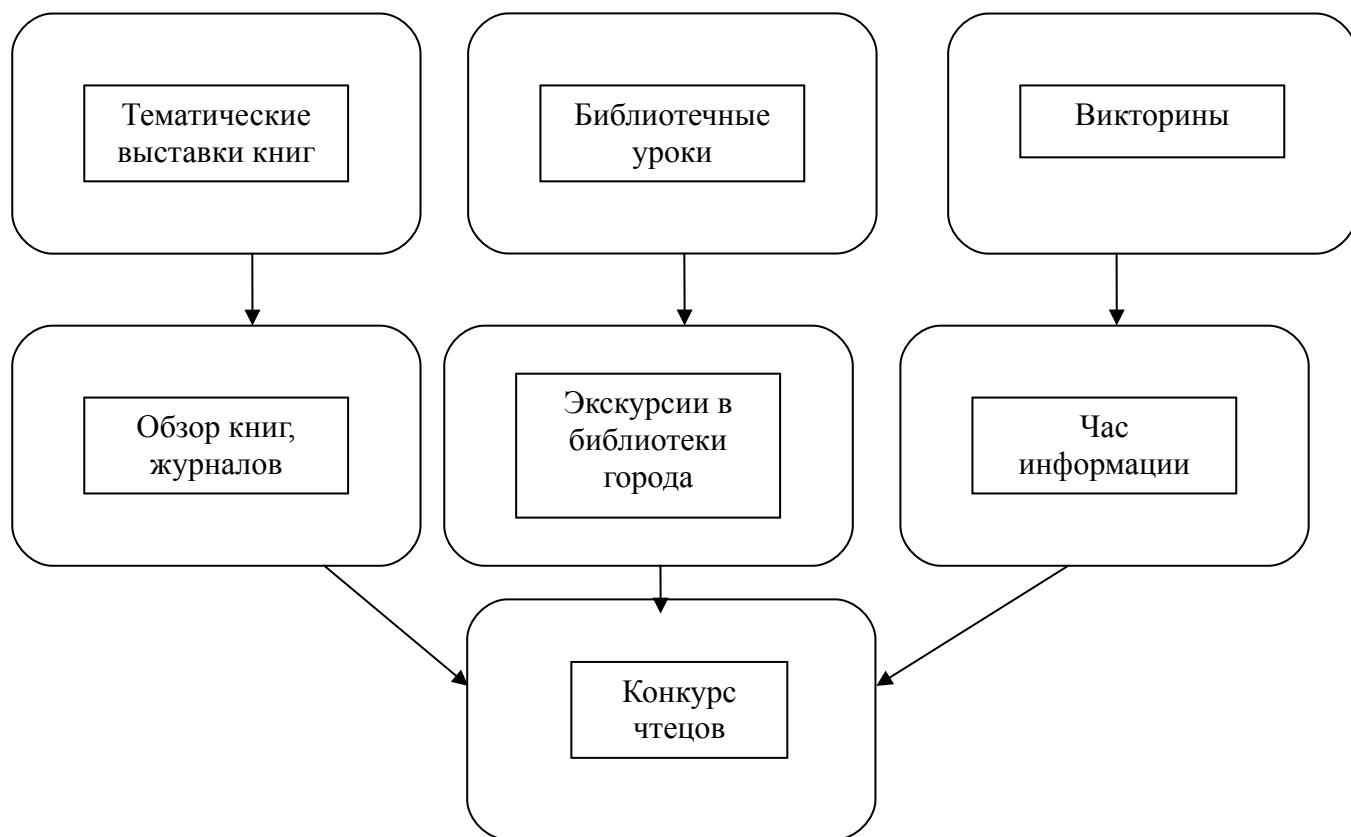 Тематические
выставки книг
Библиотечные
уроки
Викторины
Обзор книг,
журналов
Экскурсии в
библиотеки
города
Час
информации
Конкурс
чтецов